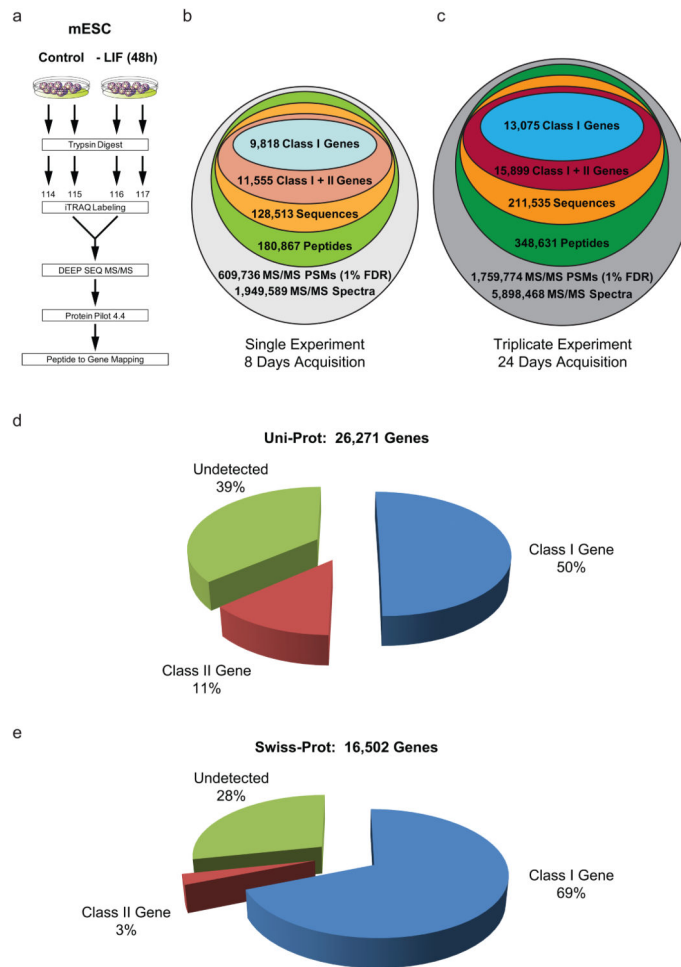 a
mESC
Control - LIF (48h)
Trypsin Digest
114 115 116 117
iTRAQ Labeling
DEEP SEQ MS/MS
Protein Pilot 4.4
Peptide to Gene Mapping
b
9,818 Class I Genes
11,555 Class I + II Genes
128,513 Sequences
180,867 Peptides
609,736 MS/MS PSMs (1% FDR)
1,949,589 MS/MS Spectra
Single Experiment
8 Days Acquisition
c
13,075 Class I Genes
15,899 Class I + II Genes
211,535 Sequences
348,631 Peptides
1,759,774 MS/MS PSMs (1% FDR)
5,898,468 MS/MS Spectra
Triplicate Experiment
24 Days Acquisition
d
Uni-Prot: 26,271 Genes
Undetected
39%
Class I Gene
50%
Class II Gene
11%
e
Swiss-Prot: 16,502 Genes
Undetected
28%
Class I Gene
69%
Class II Gene
3%